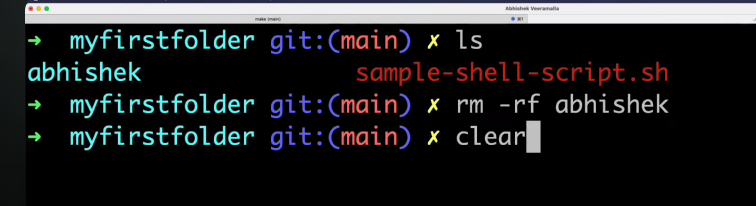 Abhishek Veeramalla
make (main)
⌘1
➜ myfirstfolder git:(main) ✗ ls
abhishek sample-shell-script.sh
➜ myfirstfolder git:(main) ✗ rm -rf abhishek
➜ myfirstfolder git:(main) ✗ clear